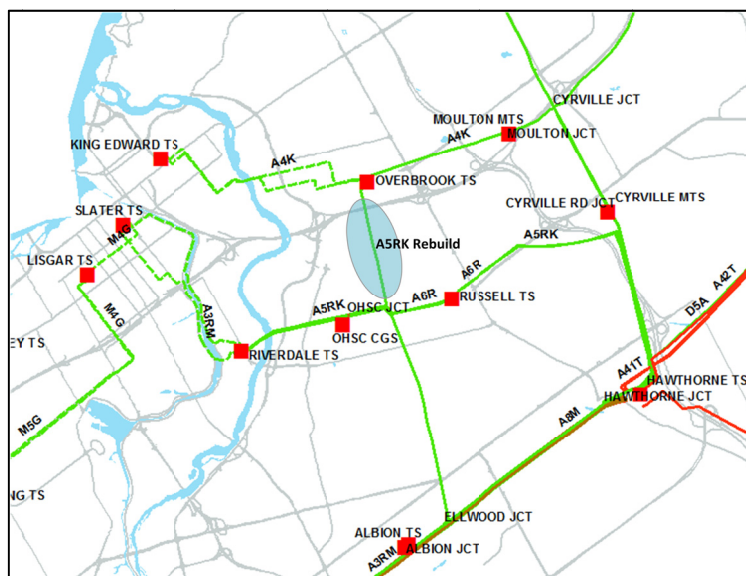 CYRVILLE JCT
MOULTON MTS
MOULTON JCT
A4K
KING EDWARD TS
A4K
OVERBROOK TS
CYRVILLE MTS
CYRVILLE RD JCT
SLATER TS
M4G
A5RK Rebuild
A5RK
LISGAR TS
A6R
A42T
D5A
M4G
A3RM
OHSC JCT
A6R
RUSSELL TS
A5RK
OHSC CGS
EY TS
RIVERDALE TS
A41T
HAWTHORNE TS
HAWTHORNE JCT
M5G
A8M
NG TS
ELLWOOD JCT
ALBION TS
ALBION JCT
A3RM